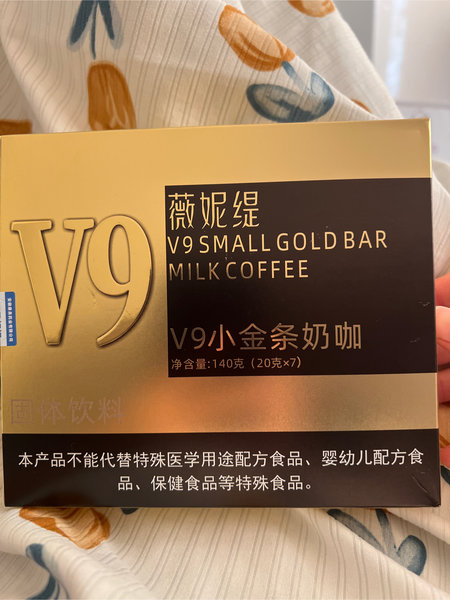 V9
薇妮缇
V9 SMALL GOLD BAR
MILK COFFEE
V9小金条奶咖
净含量:140克（20克×7）
固体饮料
本产品不能代替特殊医学用途配方食品、婴幼儿配方食
品、保健食品等特殊食品。